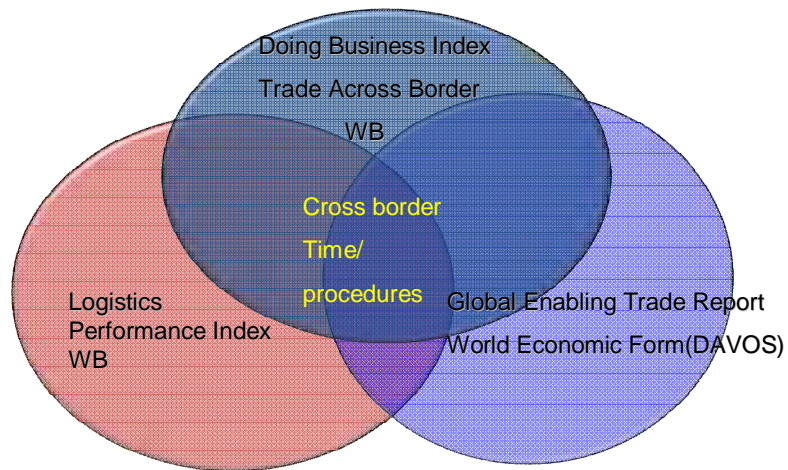 Doing Business Index
Trade Across Border
WB
Cross border
Time/
procedures
Logistics
Performance Index
WB
Global Enabling Trade Report
World Economic Form(DAVOS)